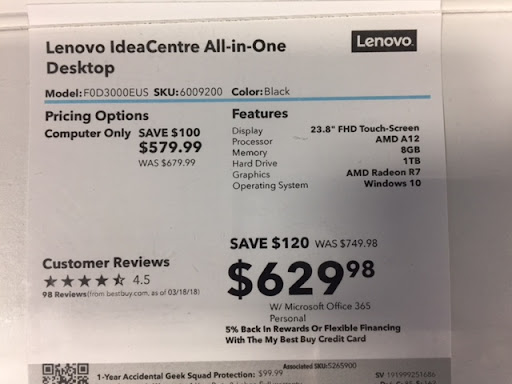 Lenovo IdeaCentre All-in-One
Desktop
Lenovo.
Model:F0D3000EUS SKU:6009200 Color:Black
Pricing Options
Computer Only SAVE $100
$579.99
WAS $679.99
Features
Display 23.8" FHD Touch-Screen
Processor AMD A12
Memory 8GB
Hard Drive 1TB
Graphics AMD Radeon R7
Operating System Windows 10
Customer Reviews
4.5
98 Reviews(from bestbuy.com, as of 03/18/18)
SAVE $120 WAS $749.98
$629 98
W/ Microsoft Office 365
Personal
5% Back In Rewards Or Flexible Financing
With The My Best Buy Credit Card
Associated SKU:5265900
1-Year Accidental Geek Squad Protection: $99.99
SV 191999251686